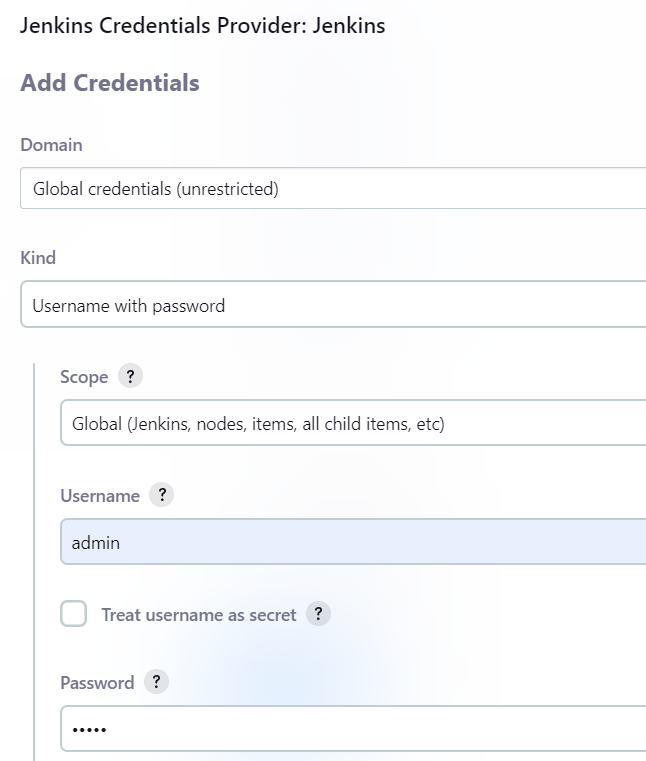 Jenkins Credentials Provider: Jenkins
Add Credentials
Domain
Global credentials (unrestricted)
Kind
Username with password
Scope ?
Global (Jenkins, nodes, items, all child items, etc)
Username ?
admin
Treat username as secret ?
Password ?
•••••